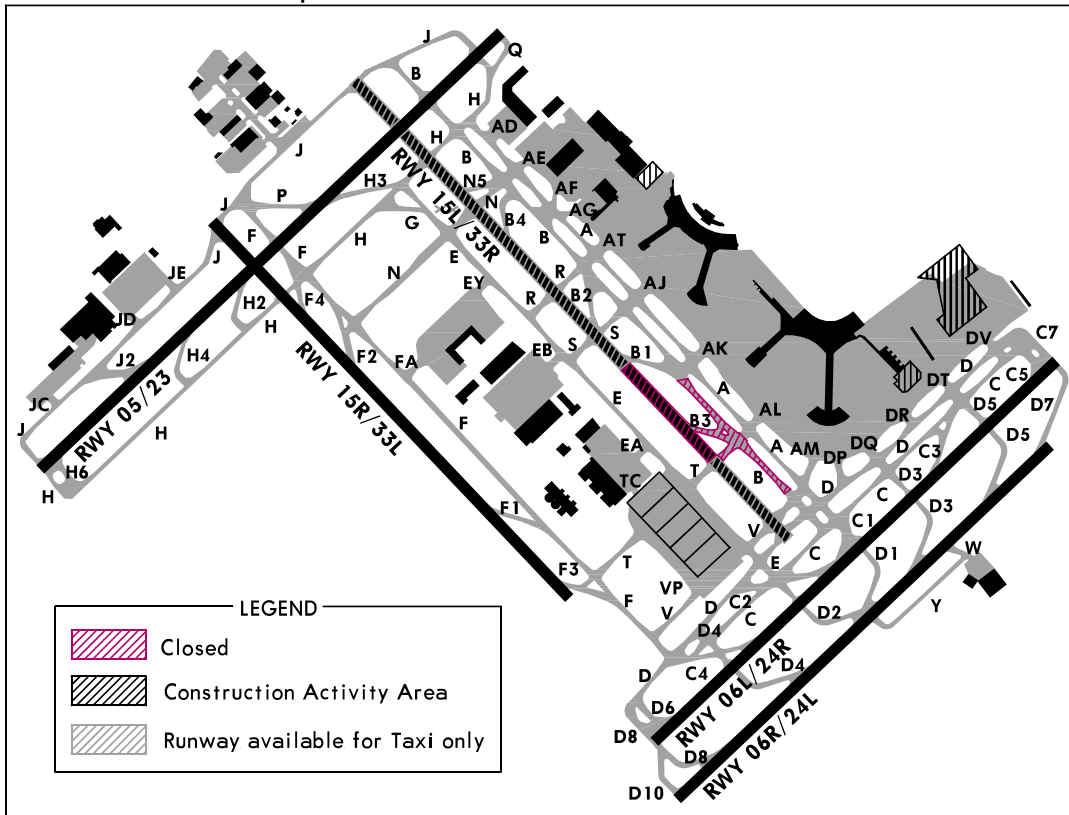 J
Q
B
H
AD
H
B
AE
J
RWY 15L/33R
H3
N5
AF
P
N
AG
J
B4
A
G
B
AT
F
H
E
J
F
R
JE
N
EY
AJ
B2
R
H2
F4
S
JD
H
C7
DV
B1
AK
S
EB
F2
H4
J2
FA
RWY 15R/33L
D
C
C5
DT
A
D5
D7
E
JC
RWY 05/23
AL
DR
B3
F
J
H
D5
EA
A
AM
DQ
D
C3
DP
H6
T
D3
TC
B
D
C
H
F1
D3
V
C1
W
C
D1
T
E
F3
VP
C2
Y
F
V
D
C
D2
D4
D4
D
C4
RWY 06L/24R
D6
RWY 06R/24L
D8
D8
D10
LEGEND
Closed
Construction Activity Area
Runway available for Taxi only